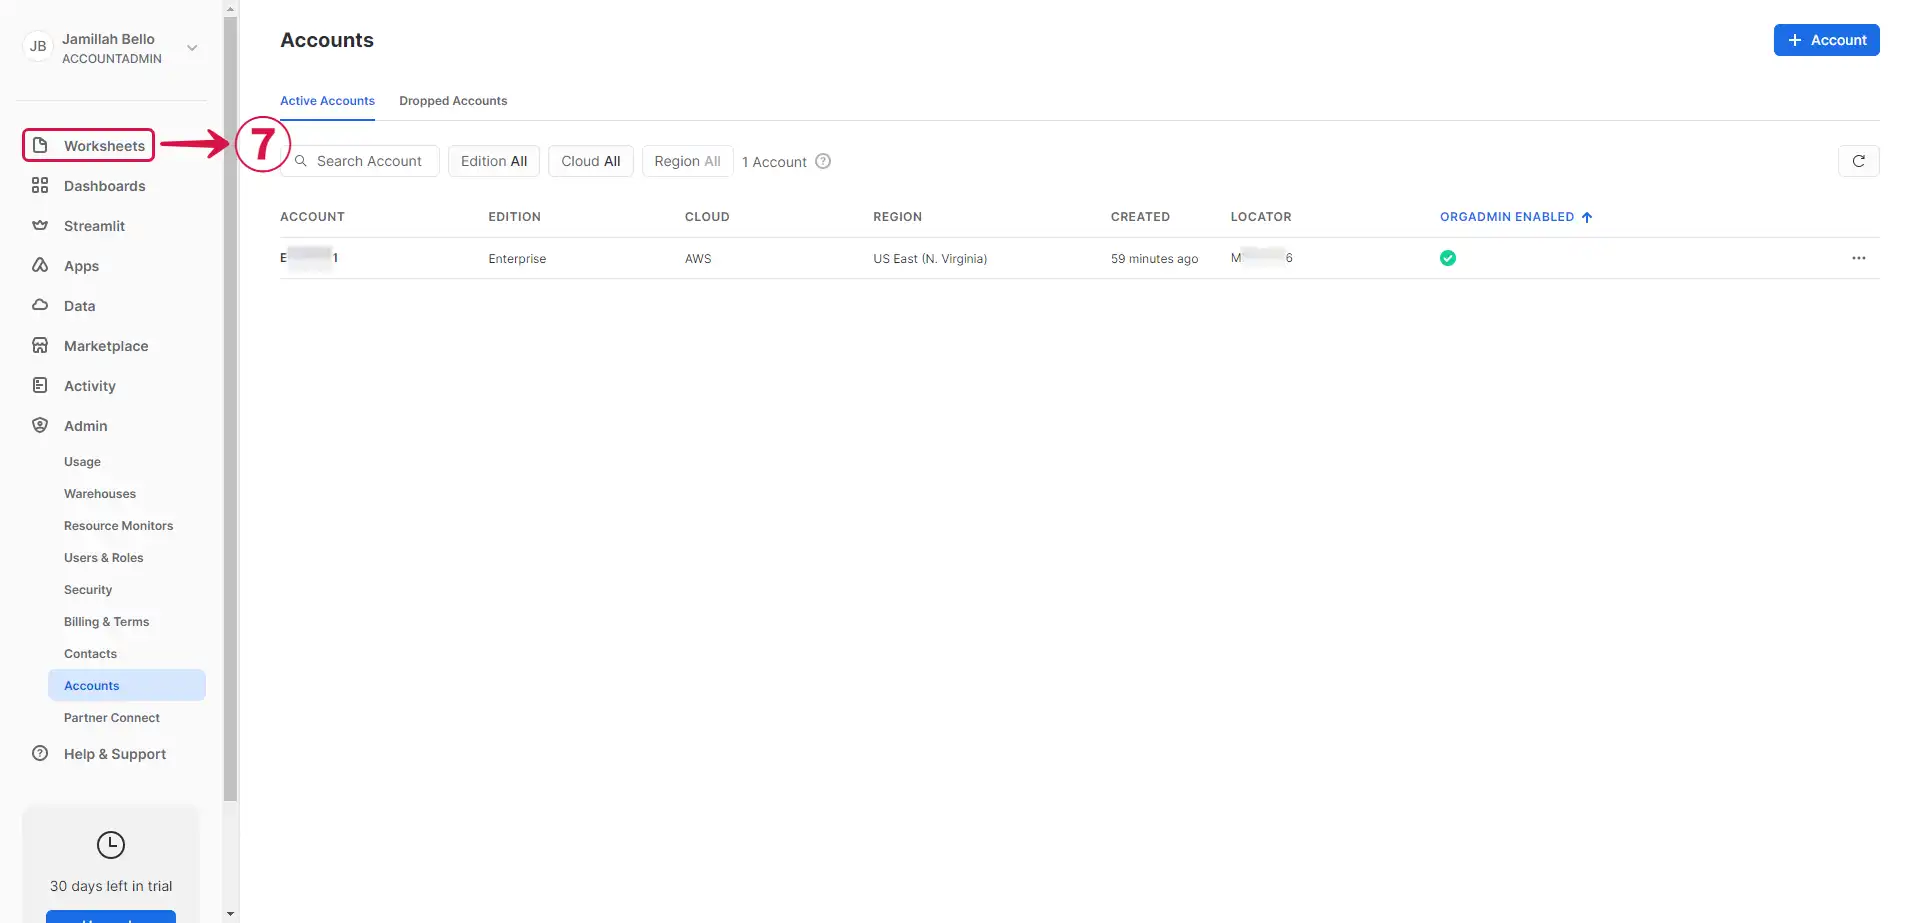 JB
Jamillah Bello
ACCOUNTADMIN
Worksheets
7
Dashboards
Streamlit
Apps
Data
Marketplace
Activity
Admin
Usage
Warehouses
Resource Monitors
Users & Roles
Security
Billing & Terms
Contacts
Accounts
Partner Connect
Help & Support
30 days left in trial
Accounts
+ Account
Active Accounts Dropped Accounts
Search Account Edition All Cloud All Region All 1 Account ?
ACCOUNT EDITION CLOUD REGION CREATED LOCATOR ORGADMIN ENABLED
E 1 Enterprise AWS US East (N. Virginia) 59 minutes ago M 6